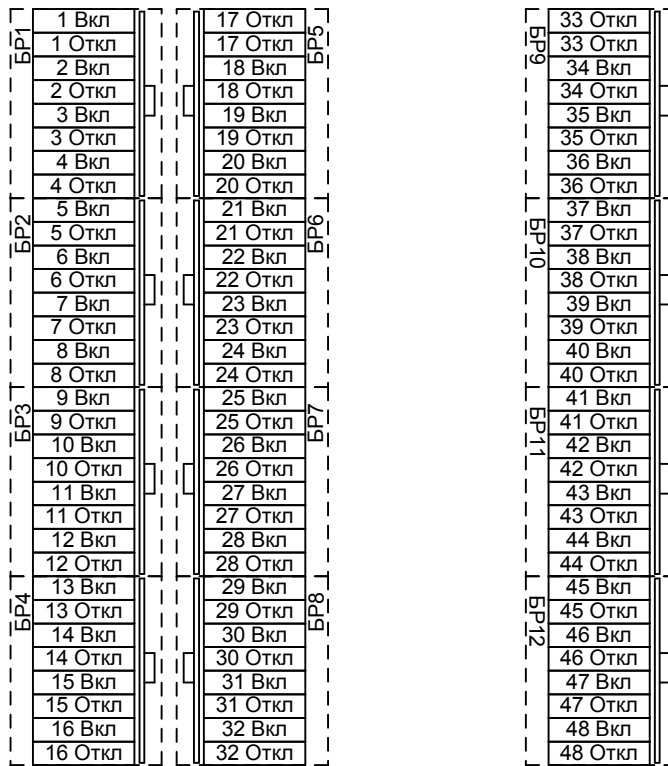 БР1
1 Вкл
1 Откл
2 Вкл
2 Откл
3 Вкл
3 Откл
4 Вкл
4 Откл
БР2
5 Вкл
5 Откл
6 Вкл
6 Откл
7 Вкл
7 Откл
8 Вкл
8 Откл
БР3
9 Вкл
9 Откл
10 Вкл
10 Откл
11 Вкл
11 Откл
12 Вкл
12 Откл
БР4
13 Вкл
13 Откл
14 Вкл
14 Откл
15 Вкл
15 Откл
16 Вкл
16 Откл
БР5
17 Вкл
17 Откл
18 Вкл
18 Откл
19 Вкл
19 Откл
20 Вкл
20 Откл
БР6
21 Вкл
21 Откл
22 Вкл
22 Откл
23 Вкл
23 Откл
24 Вкл
24 Откл
БР7
25 Вкл
25 Откл
26 Вкл
26 Откл
27 Вкл
27 Откл
28 Вкл
28 Откл
БР8
29 Вкл
29 Откл
30 Вкл
30 Откл
31 Вкл
31 Откл
32 Вкл
32 Откл
БР9
33 Откл
33 Откл
34 Вкл
34 Откл
35 Вкл
35 Откл
36 Вкл
36 Откл
БР10
37 Вкл
37 Откл
38 Вкл
38 Откл
39 Вкл
39 Откл
40 Вкл
40 Откл
БР11
41 Вкл
41 Откл
42 Вкл
42 Откл
43 Вкл
43 Откл
44 Вкл
44 Откл
БР12
45 Вкл
45 Откл
46 Вкл
46 Откл
47 Вкл
47 Откл
48 Вкл
48 Откл